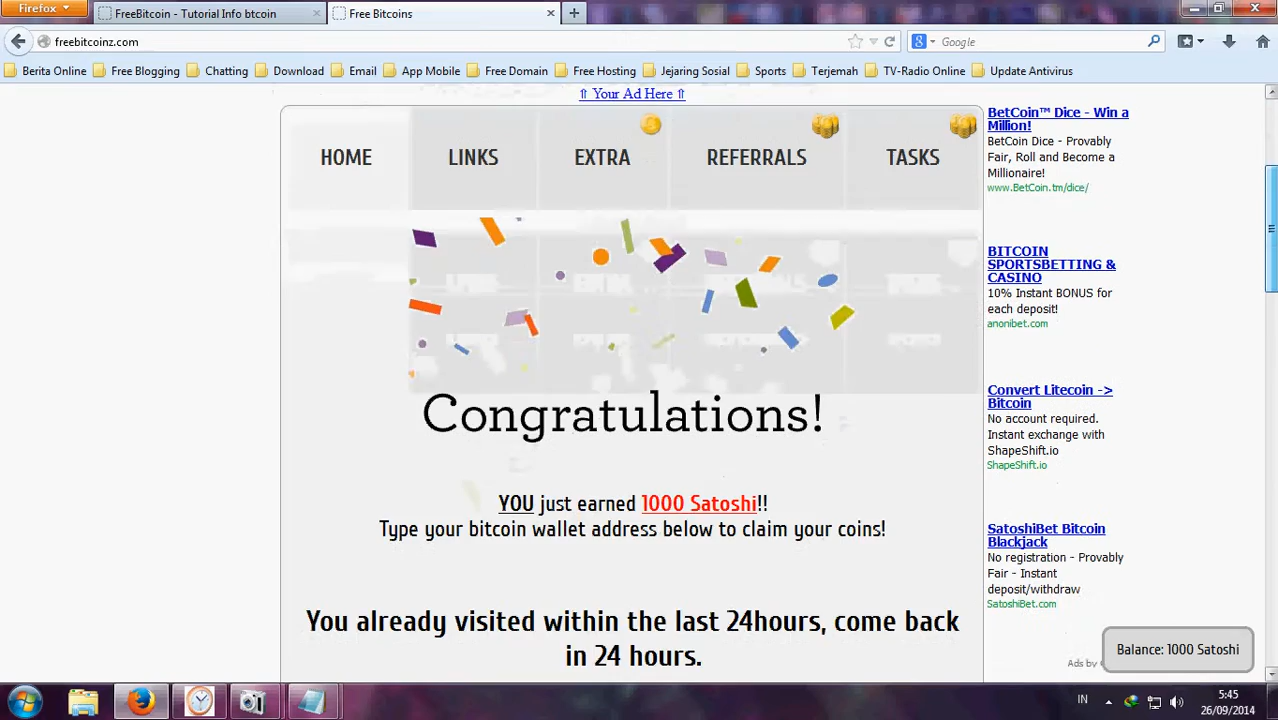 Firefox
FreeBitcoin - Tutorial Info btcoin
Free Bitcoins
freebitcoinz.com
Google
Berita Online
Free Blogging
Chatting
Download
Email
App Mobile
Free Domain
Free Hosting
Jejaring Sosial
Sports
Terjemah
TV-Radio Online
Update Antivirus
⇑ Your Ad Here ⇑
HOME
LINKS
EXTRA
REFERRALS
TASKS
Congratulations!
YOU just earned 1000 Satoshi!!
Type your bitcoin wallet address below to claim your coins!
You already visited within the last 24hours, come back
in 24 hours.
BetCoin™ Dice - Win a
Million!
BetCoin Dice - Provably
Fair, Roll and Become a
Millionaire!
www.BetCoin.tm/dice/
BITCOIN
SPORTSBETTING &
CASINO
10% Instant BONUS for
each deposit!
anonibet.com
Convert Litecoin ->
Bitcoin
No account required.
Instant exchange with
ShapeShift.io
ShapeShift.io
SatoshiBet Bitcoin
Blackjack
No registration - Provably
Fair - Instant
deposit/withdraw
SatoshiBet.com
Balance: 1000 Satoshi
Ads by
IN
5:45
26/09/2014